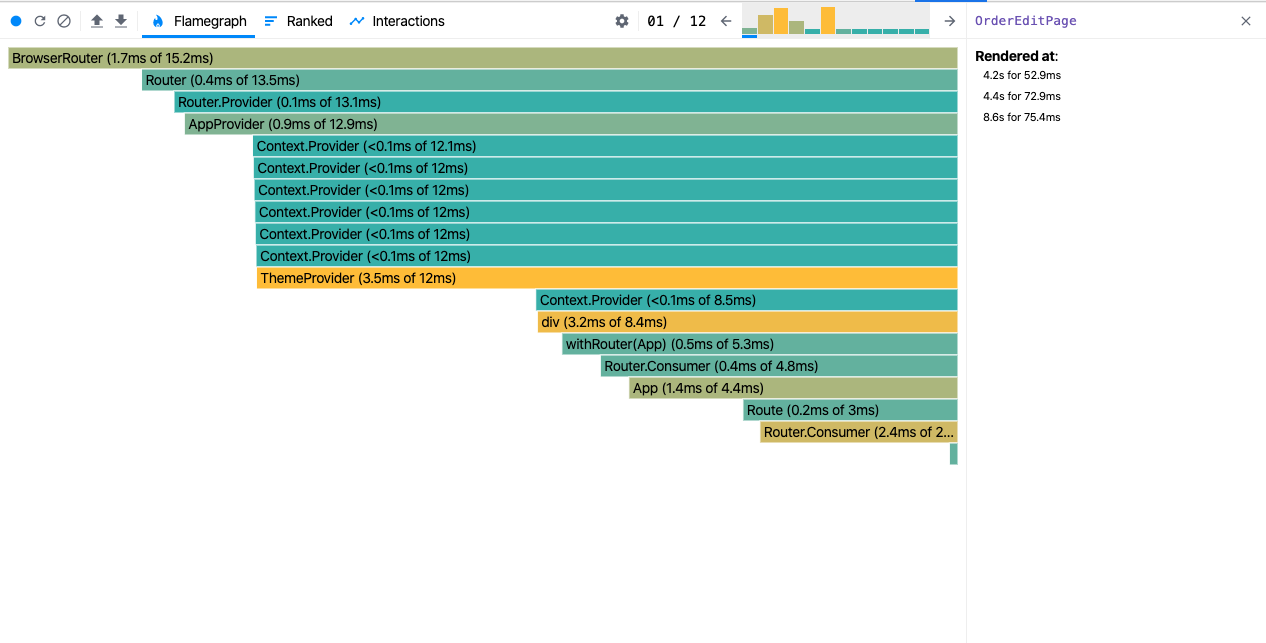 Flamegraph Ranked Interactions 01 / 12 OrderEditPage
Rendered at:
4.2s for 52.9ms
4.4s for 72.9ms
8.6s for 75.4ms
BrowserRouter (1.7ms of 15.2ms)
Router (0.4ms of 13.5ms)
Router.Provider (0.1ms of 13.1ms)
AppProvider (0.9ms of 12.9ms)
Context.Provider (<0.1ms of 12.1ms)
Context.Provider (<0.1ms of 12ms)
Context.Provider (<0.1ms of 12ms)
Context.Provider (<0.1ms of 12ms)
Context.Provider (<0.1ms of 12ms)
Context.Provider (<0.1ms of 12ms)
ThemeProvider (3.5ms of 12ms)
Context.Provider (<0.1ms of 8.5ms)
div (3.2ms of 8.4ms)
withRouter(App) (0.5ms of 5.3ms)
Router.Consumer (0.4ms of 4.8ms)
App (1.4ms of 4.4ms)
Route (0.2ms of 3ms)
Router.Consumer (2.4ms of 2...